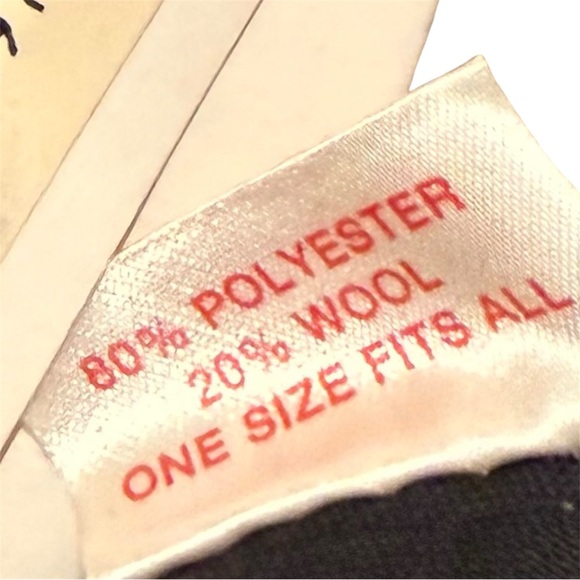 80% POLYESTER
20% WOOL
ONE SIZE FITS ALL